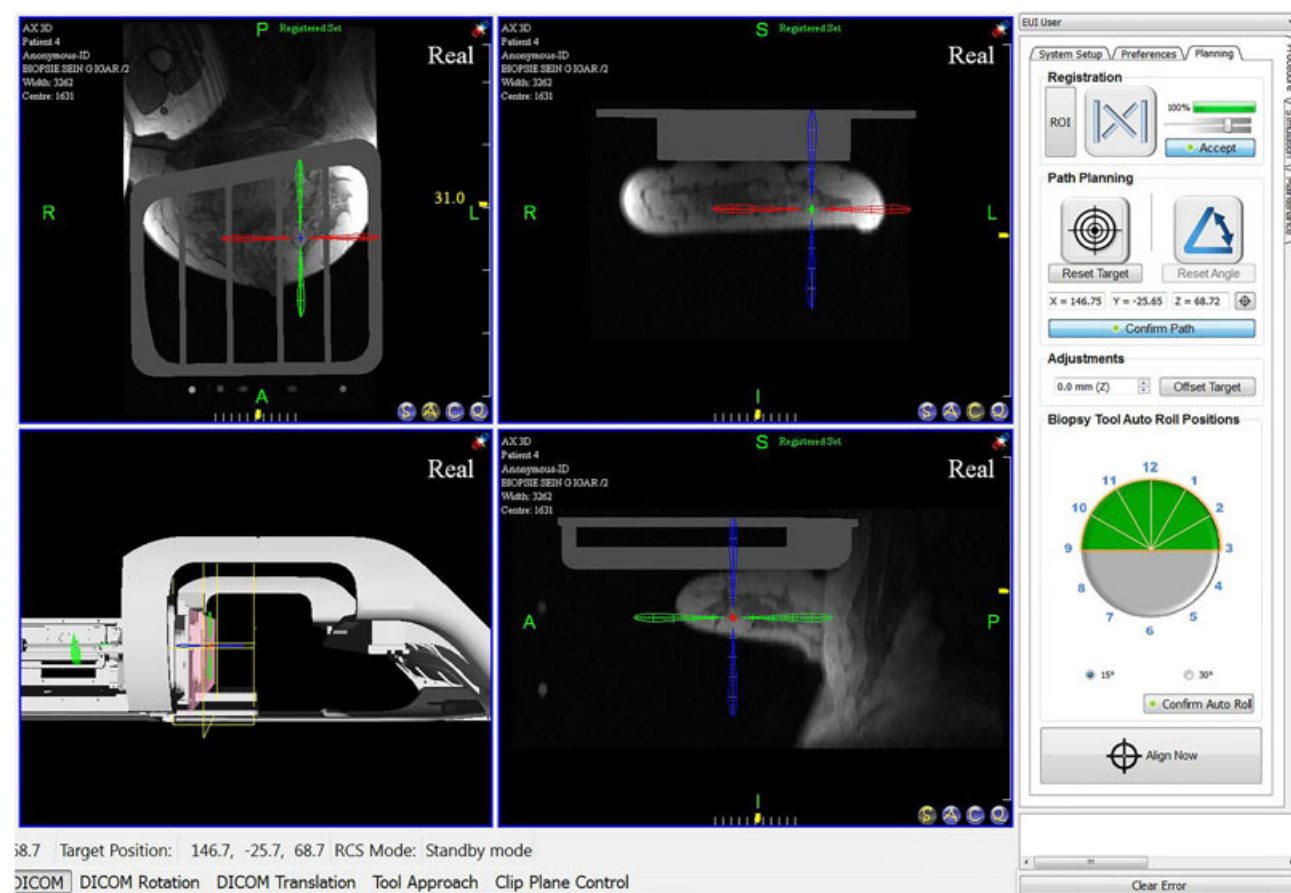 AX 3D
Patient 4
Anonymous-ID
BIOPSIE SEIN G IGAR /2
Width: 3262
Centre: 1631
P Registered Set
Real
R
31.0
L
A
S A C Q
AX 3D
Patient 4
Anonymous-ID
BIOPSIE SEIN G IGAR /2
Width: 3262
Centre: 1631
S Registered Set
Real
R
L
I
S A C Q
Real
AX 3D
Patient 4
Anonymous-ID
BIOPSIE SEIN G IGAR /2
Width: 3262
Centre: 1631
S Registered Set
Real
A
P
I
S A C Q
EUI User
System Setup Preferences Planning
Registration
ROI
100%
Accept
Path Planning
Reset Target Reset Angle
X = 146.75 Y = -25.65 Z = 68.72
Confirm Path
Adjustments
0.0 mm (Z) Offset Target
Biopsy Tool Auto Roll Positions
12
11 1
10 2
9 3
8 4
7 5
6
15° 30°
Confirm Auto Roll
Align Now
Clear Error
58.7 Target Position: 146.7, -25.7, 68.7 RCS Mode: Standby mode
DICOM DICOM Rotation DICOM Translation Tool Approach Clip Plane Control